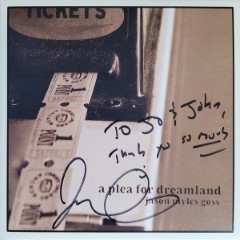 TICKETS
To Jo & John,
Thank you so much
a plea for dreamland
jason myles goss